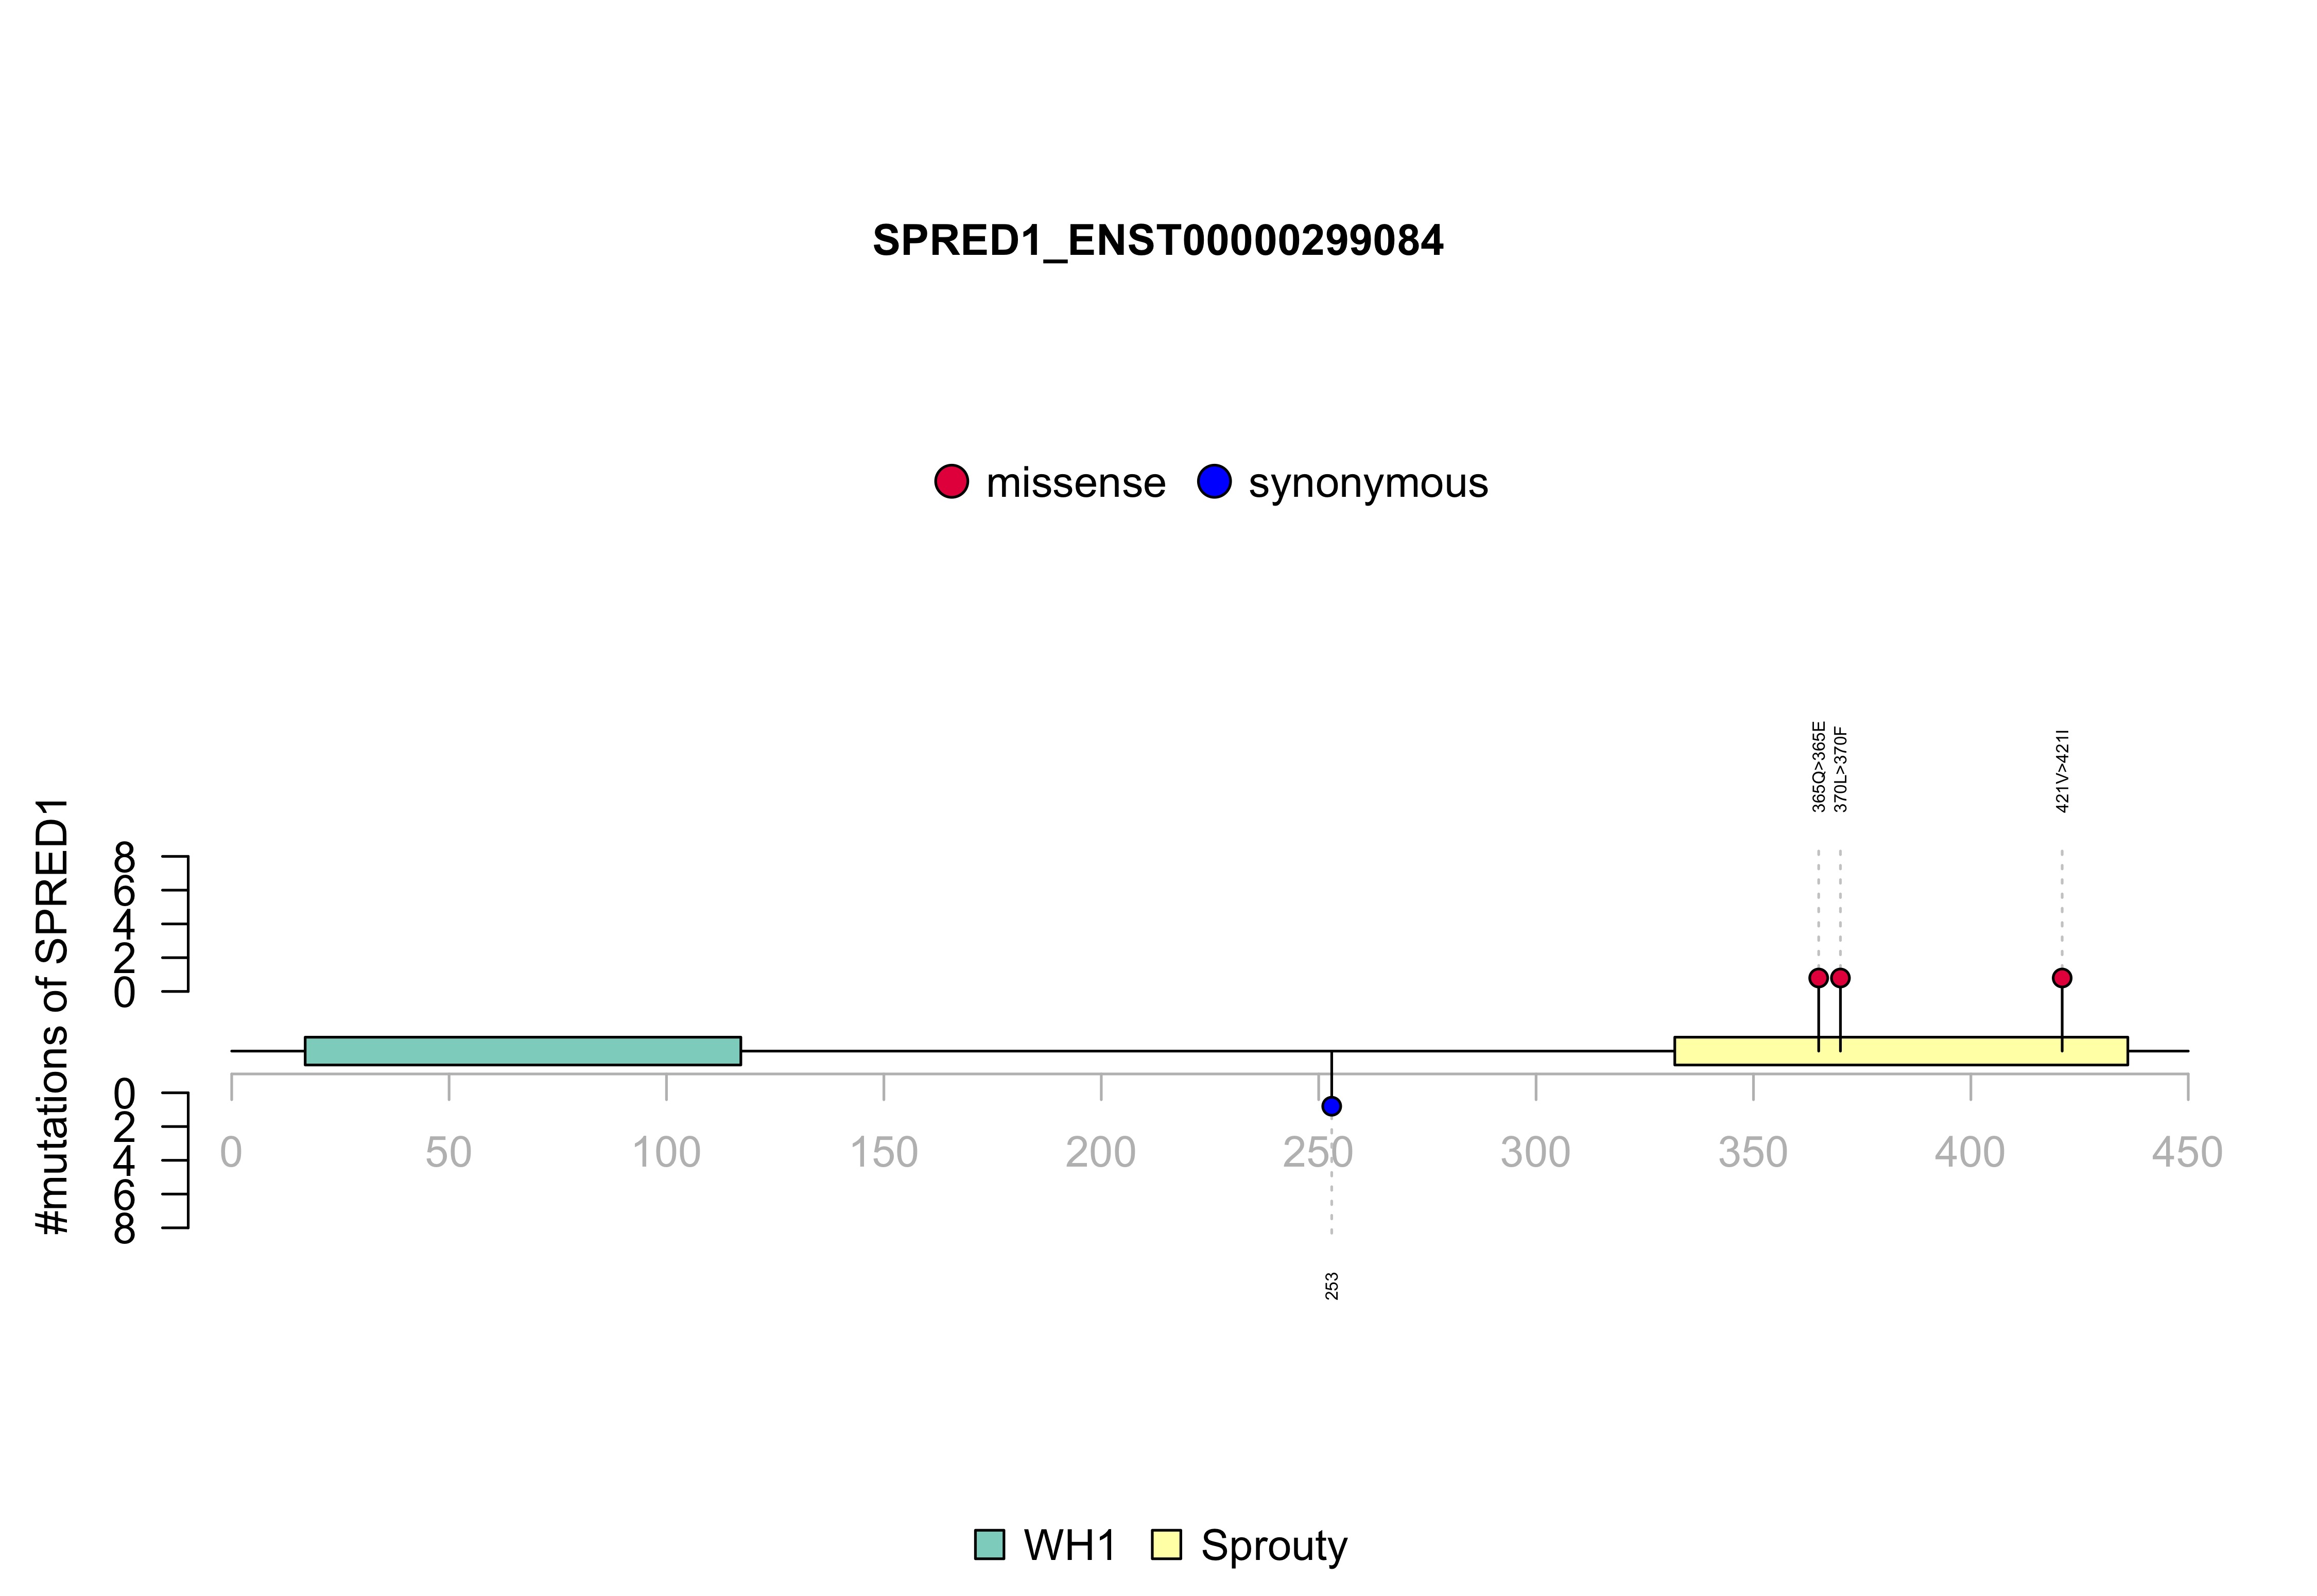 SPRED1_ENST00000299084
missense synonymous
365Q>365E
370L>370F
421V>421I
#mutations of SPRED1
8
6
4
2
0
0
2
4
6
8
0 50 100 150 200 250 300 350 400 450
253
WH1 Sprouty